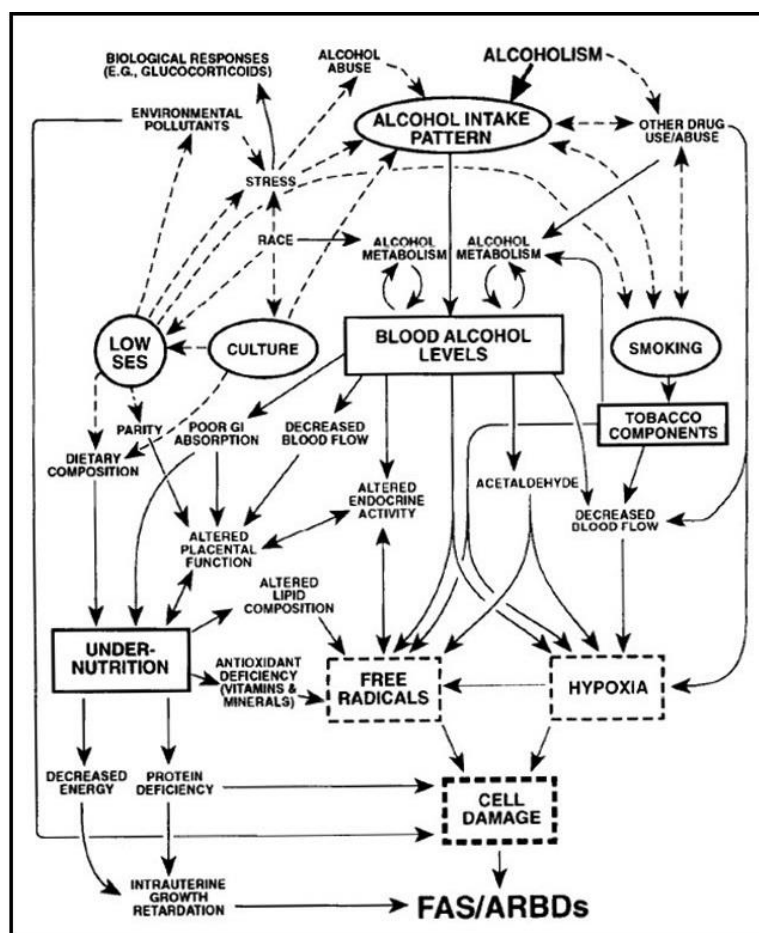 BIOLOGICAL RESPONSES
(E.G., GLUCOCORTICOIDS)
ALCOHOL
ABUSE
ALCOHOLISM
ENVIRONMENTAL
POLLUTANTS
ALCOHOL INTAKE
PATTERN
OTHER DRUG
USE/ABUSE
STRESS
RACE
ALCOHOL
METABOLISM
ALCOHOL
METABOLISM
LOW
SES
CULTURE
BLOOD ALCOHOL
LEVELS
SMOKING
PARITY
POOR GI
ABSORPTION
DECREASED
BLOOD FLOW
TOBACCO
COMPONENTS
DIETARY
COMPOSITION
ALTERED
ENDOCRINE
ACTIVITY
ACETALDEHYDE
DECREASED
BLOOD FLOW
ALTERED
PLACENTAL
FUNCTION
ALTERED
LIPID
COMPOSITION
UNDER-
NUTRITION
ANTIOXIDANT
DEFICIENCY
(VITAMINS &
MINERALS)
FREE
RADICALS
HYPOXIA
DECREASED
ENERGY
PROTEIN
DEFICIENCY
CELL
DAMAGE
INTRAUTERINE
GROWTH
RETARDATION
FAS/ARBDs